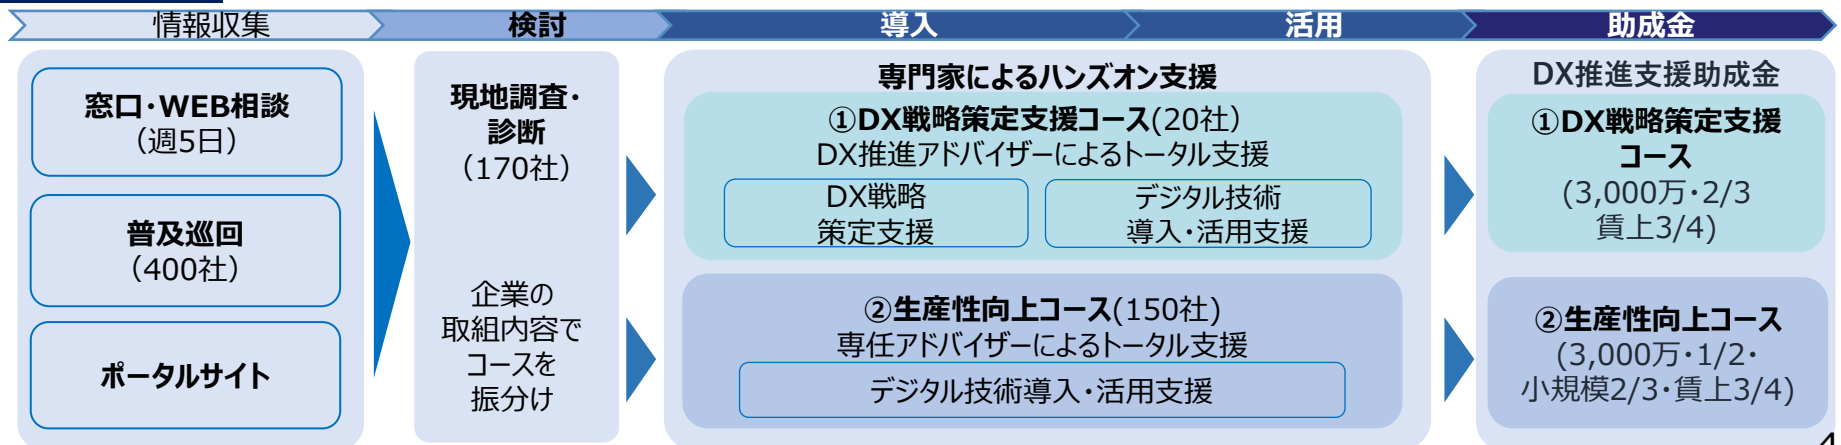 情報収集
検討
導入
活用
助成金
窓口・WEB相談
（週5日）
普及巡回
（400社）
ポータルサイト
現地調査・
診断
（170社）
企業の
取組内容で
コースを
振分け
専門家によるハンズオン支援
①DX戦略策定支援コース(20社）
DX推進アドバイザーによるトータル支援
DX戦略
策定支援
デジタル技術
導入・活用支援
②生産性向上コース(150社)
専任アドバイザーによるトータル支援
デジタル技術導入・活用支援
DX推進支援助成金
①DX戦略策定支援
コース
(3,000万・2/3
賃上3/4)
②生産性向上コース
(3,000万・1/2・
小規模2/3・賃上3/4)